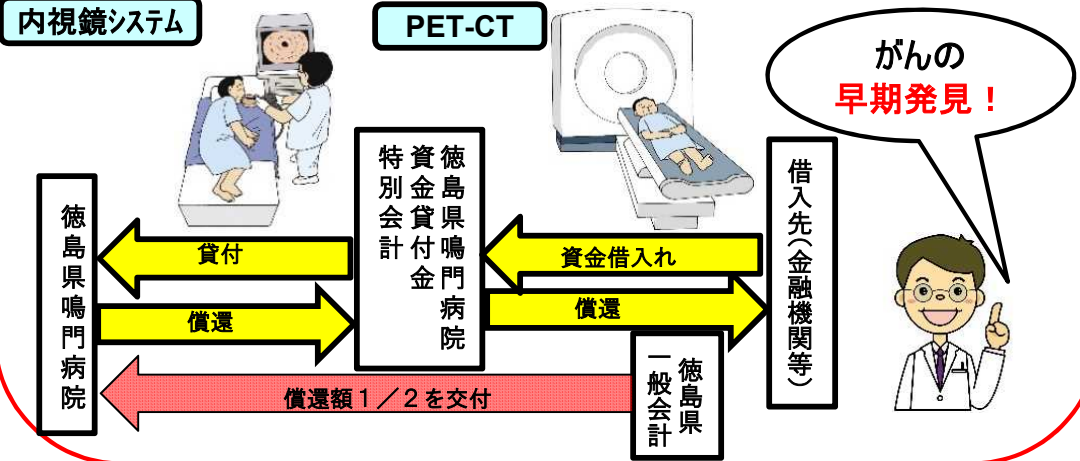 内視鏡システム
PET-CT
がんの
早期発見！
徳島県鳴門病院
貸付
償還
徳島県鳴門病院
資金貸付金
特別会計
資金借入れ
償還
借入先（金融機関等）
償還額１／２を交付
徳島県
一般会計